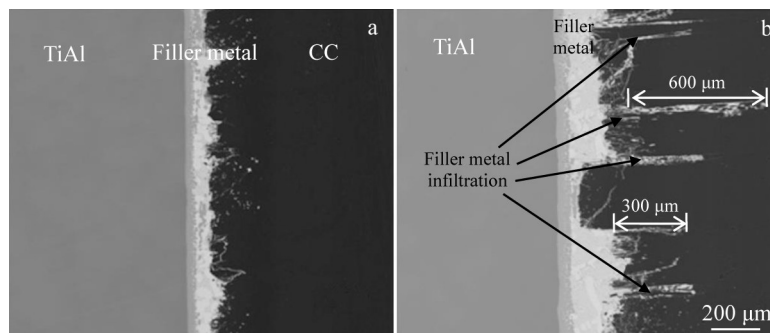 TiAl
Filler metal
CC
a
TiAl
Filler
metal
b
600 µm
Filler metal
infiltration
300 µm
200 µm